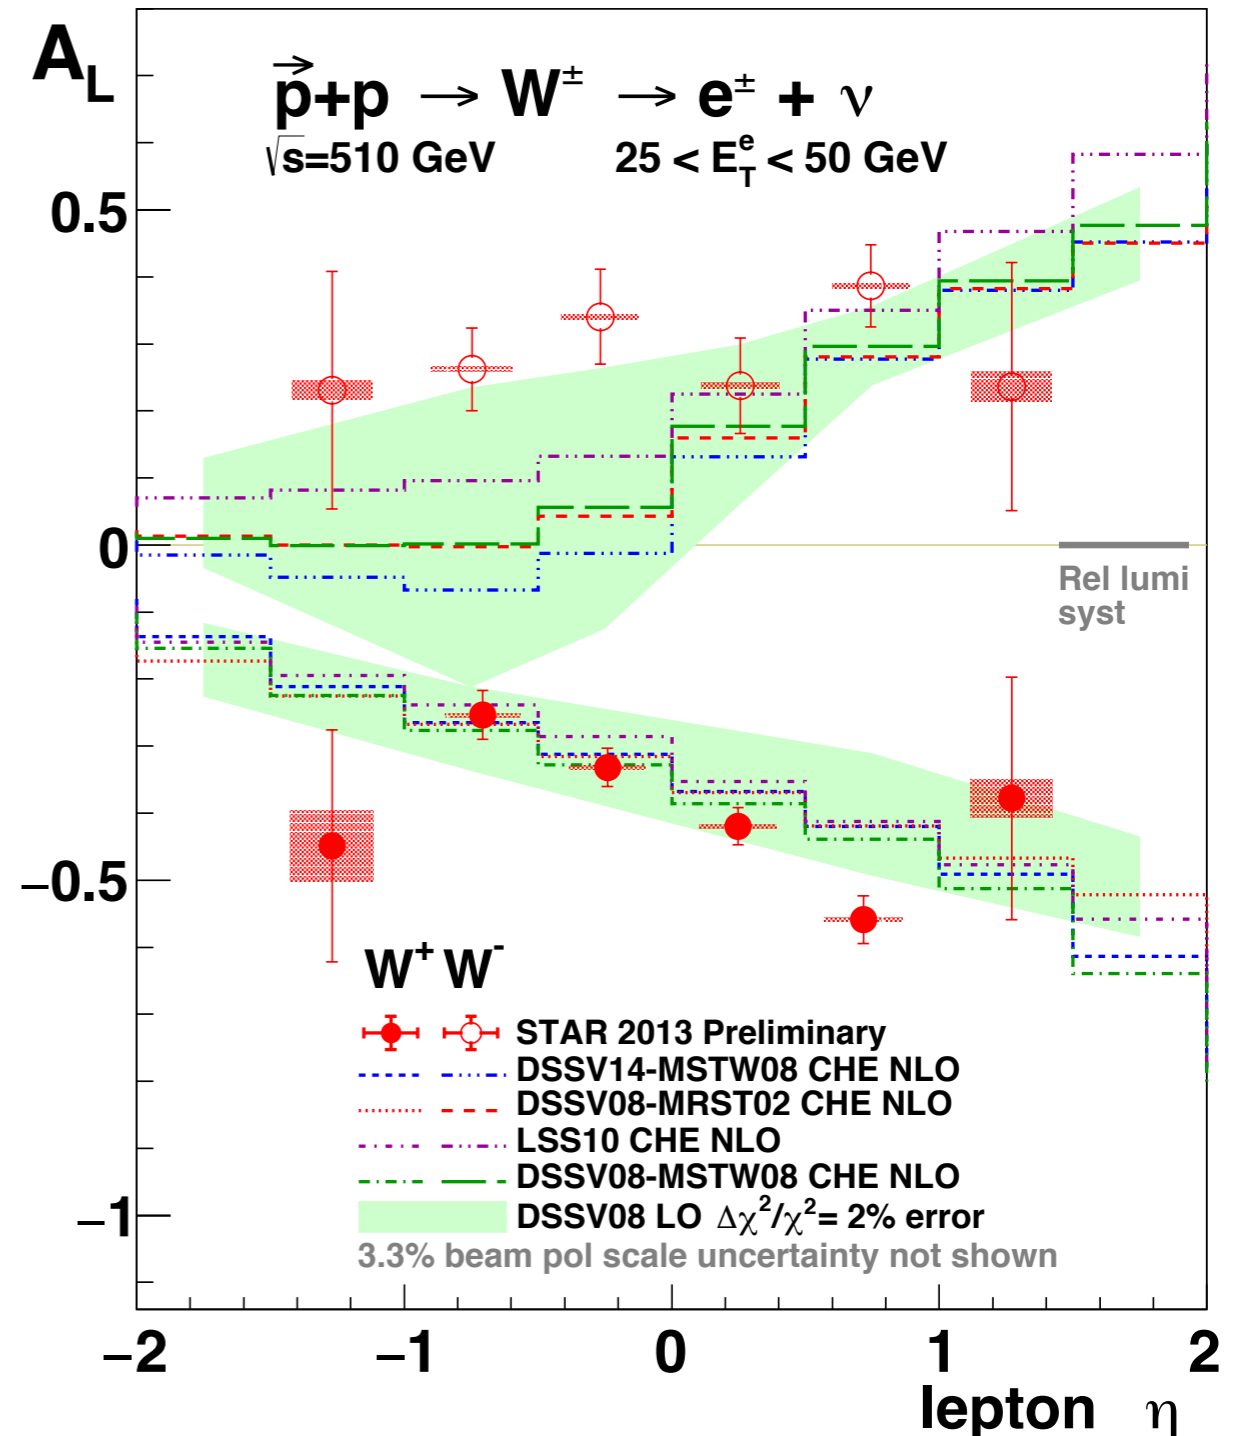 A_L
p⃗+p → W^± → e^± + ν
√s=510 GeV 25 < E_T^e < 50 GeV
0.5
0
Rel lumi
syst
−0.5
W^+ W^-
STAR 2013 Preliminary
DSSV14-MSTW08 CHE NLO
DSSV08-MRST02 CHE NLO
LSS10 CHE NLO
DSSV08-MSTW08 CHE NLO
−1
DSSV08 LO Δχ²/χ²= 2% error
3.3% beam pol scale uncertainty not shown
−2 −1 0 1 2
lepton η